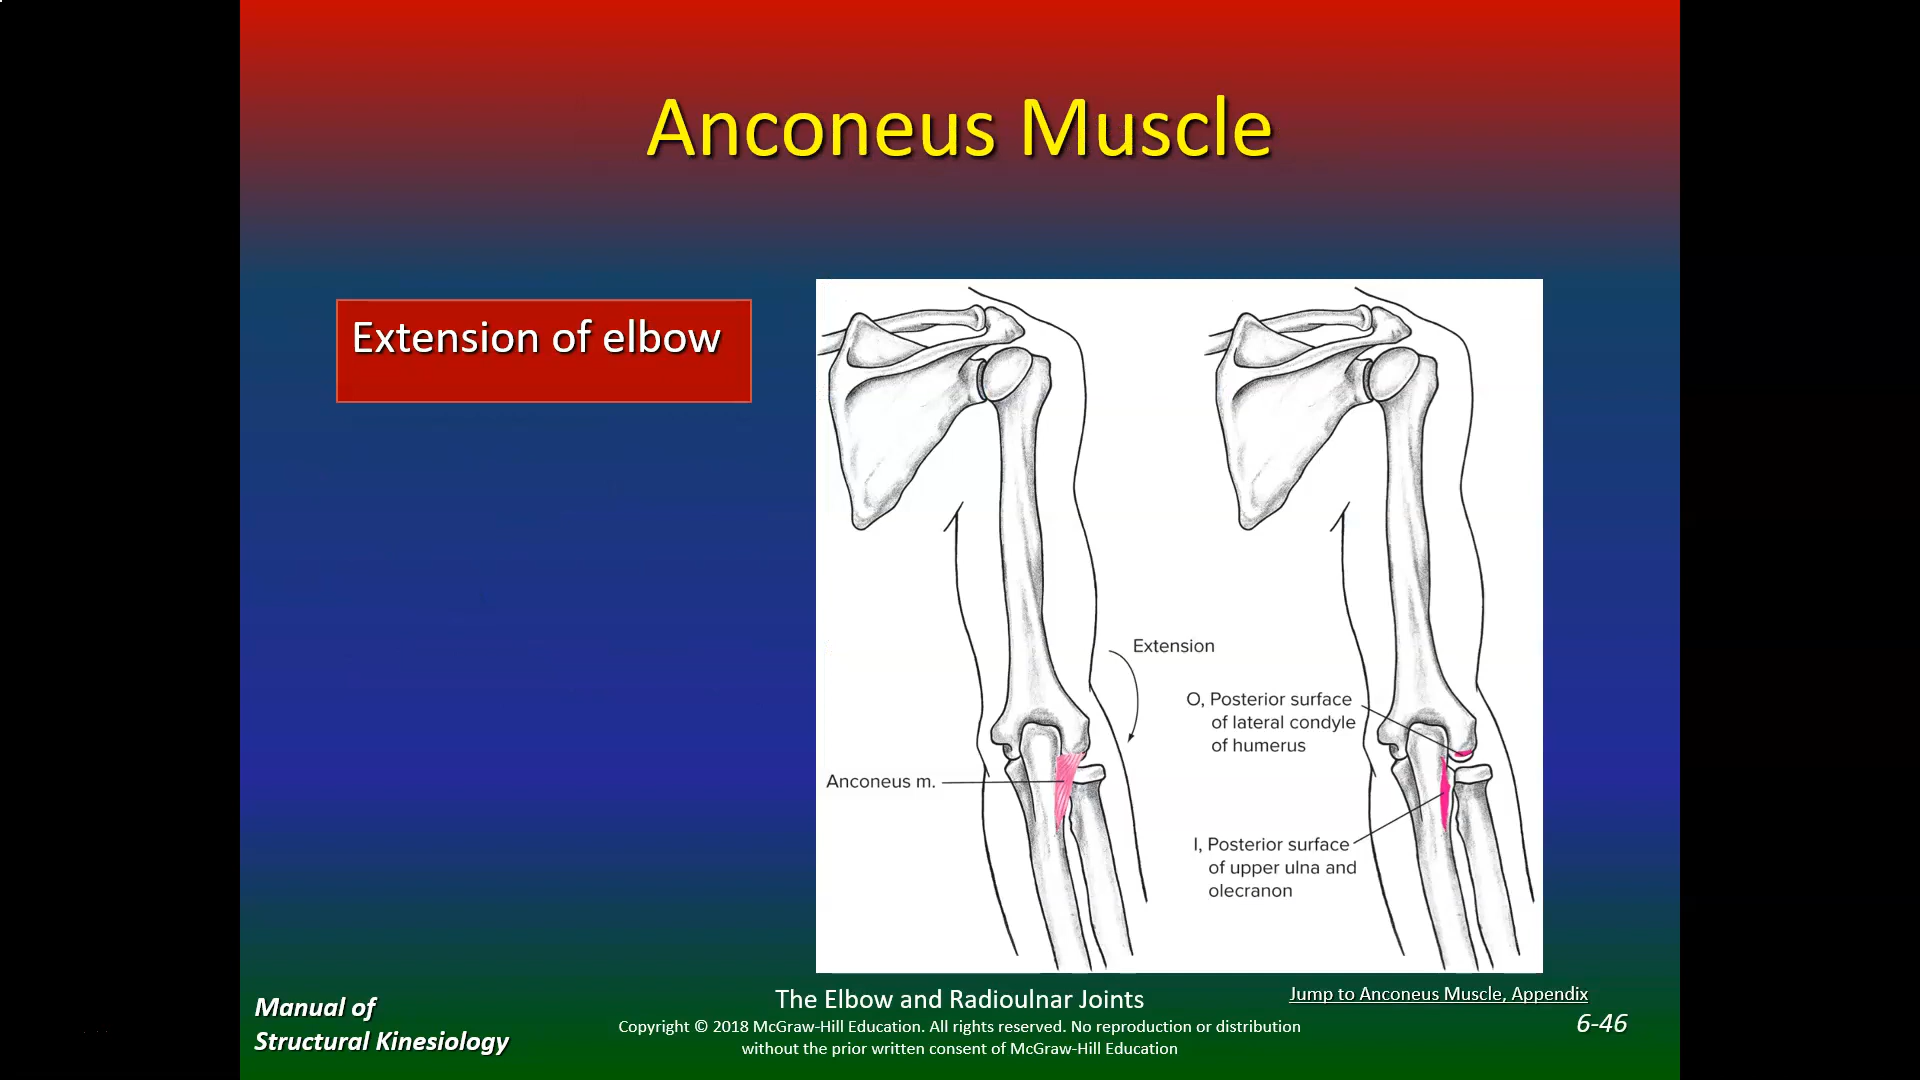 Anconeus Muscle
Extension of elbow
Extension
O, Posterior surface
of lateral condyle
of humerus
Anconeus m.
I, Posterior surface
of upper ulna and
olecranon
Manual of
Structural Kinesiology
The Elbow and Radioulnar Joints
Copyright © 2018 McGraw-Hill Education. All rights reserved. No reproduction or distribution
without the prior written consent of McGraw-Hill Education
Jump to Anconeus Muscle, Appendix
6-46